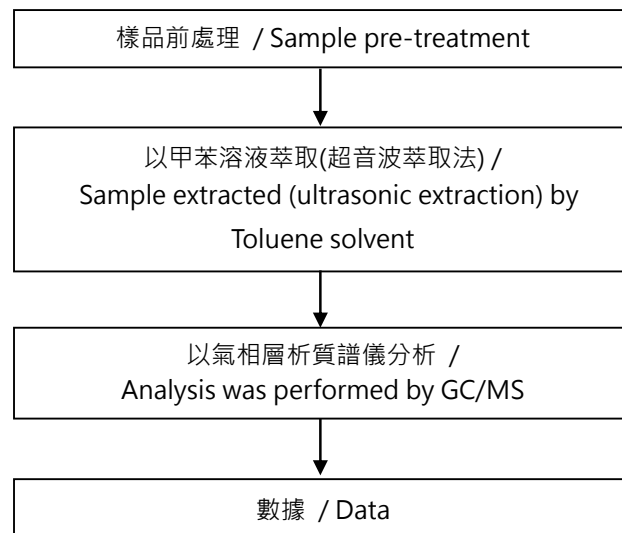 樣品前處理 / Sample pre-treatment
以甲苯溶液萃取(超音波萃取法) /
Sample extracted (ultrasonic extraction) by
Toluene solvent
以氣相層析質譜儀分析 /
Analysis was performed by GC/MS
數據 / Data